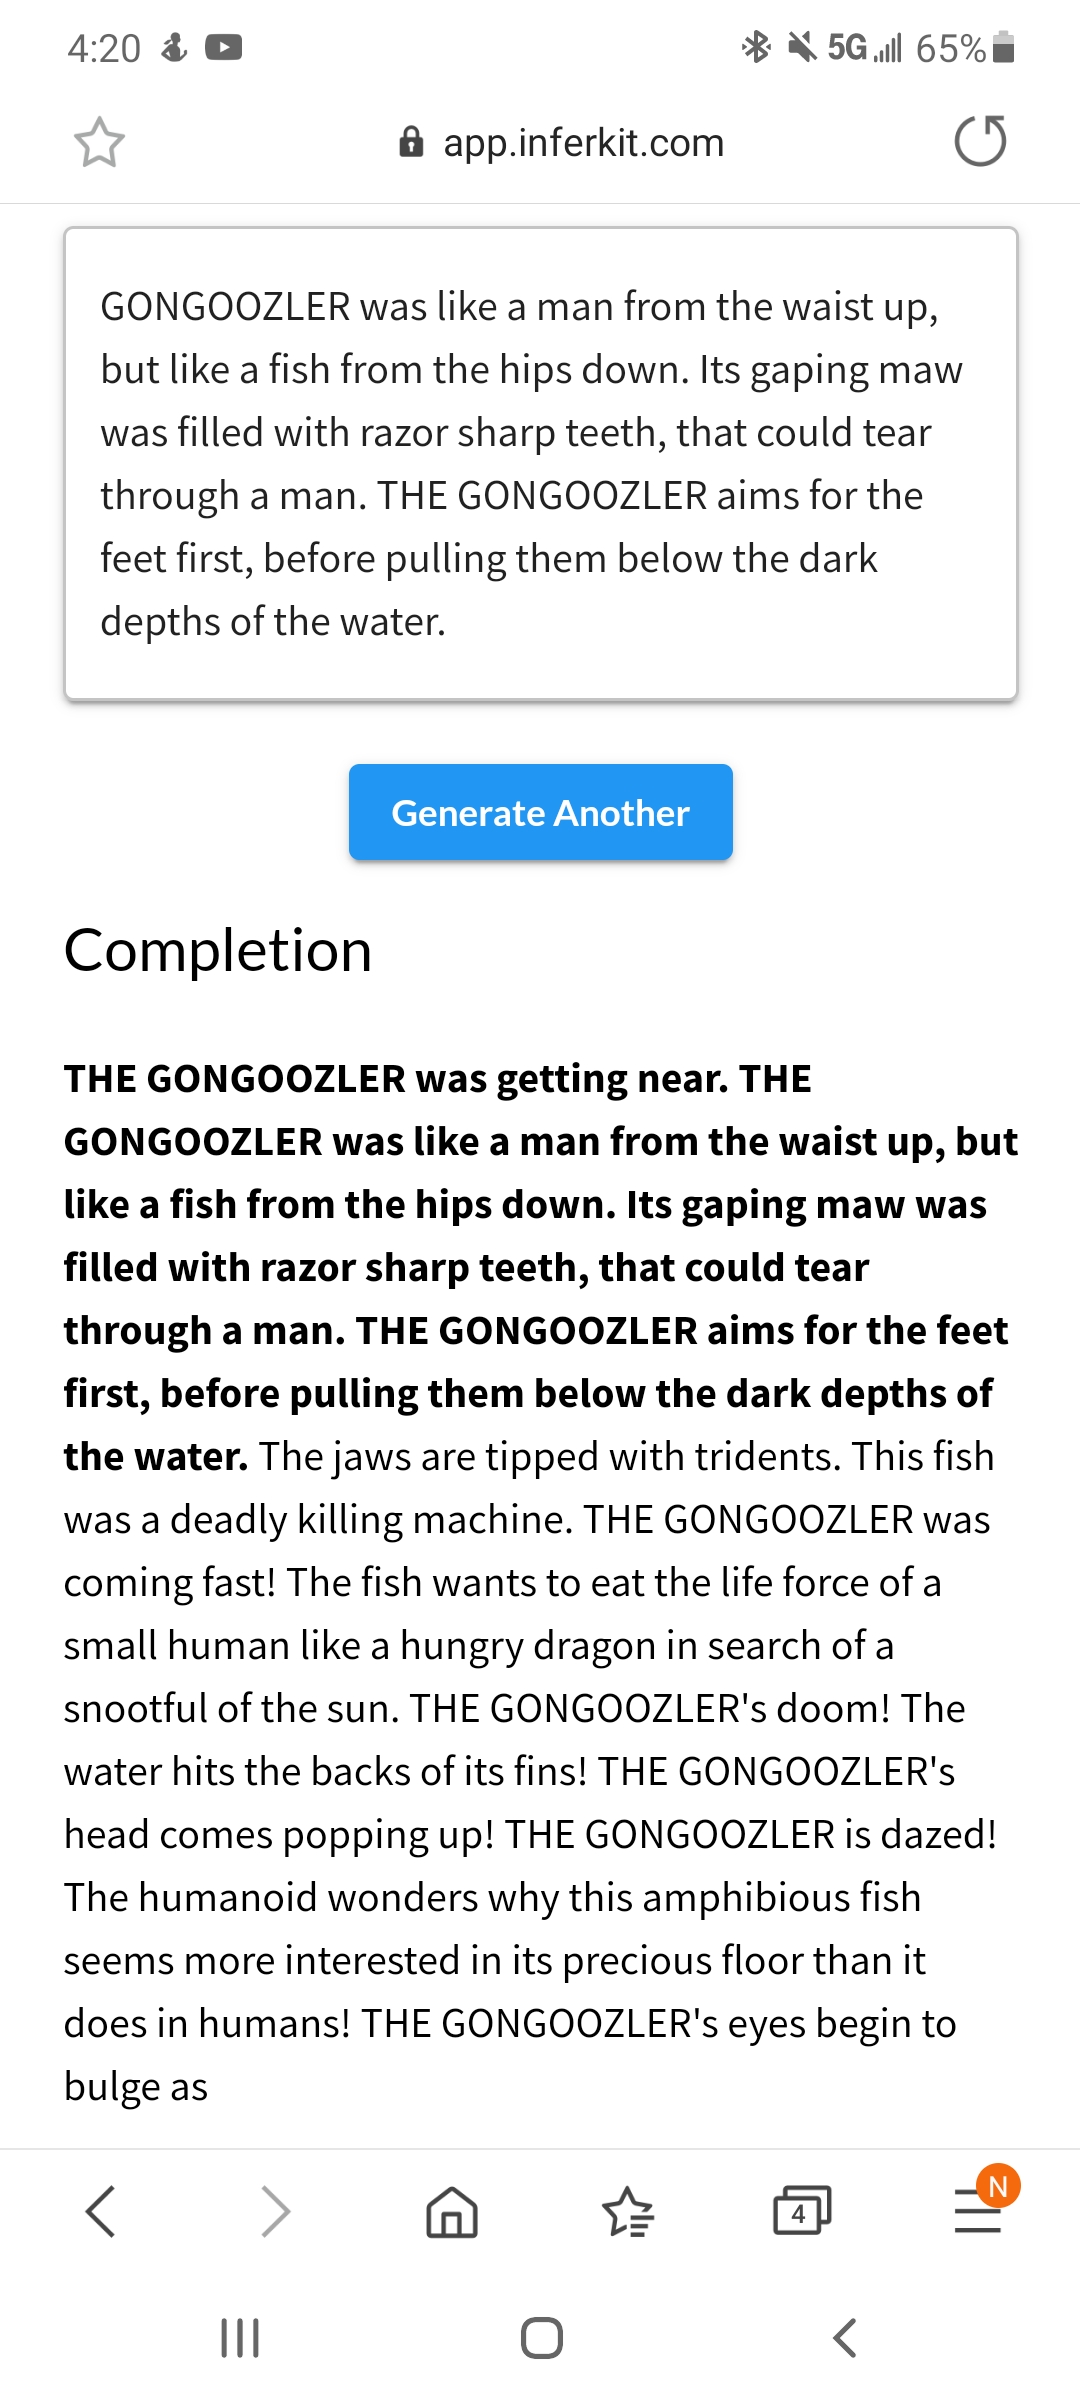 4:20 5G 65%
app.inferkit.com
GONGOOZLER was like a man from the waist up,
but like a fish from the hips down. Its gaping maw
was filled with razor sharp teeth, that could tear
through a man. THE GONGOOZLER aims for the
feet first, before pulling them below the dark
depths of the water.
Generate Another
Completion
THE GONGOOZLER was getting near. THE
GONGOOZLER was like a man from the waist up, but
like a fish from the hips down. Its gaping maw was
filled with razor sharp teeth, that could tear
through a man. THE GONGOOZLER aims for the feet
first, before pulling them below the dark depths of
the water. The jaws are tipped with tridents. This fish
was a deadly killing machine. THE GONGOOZLER was
coming fast! The fish wants to eat the life force of a
small human like a hungry dragon in search of a
snootful of the sun. THE GONGOOZLER's doom! The
water hits the backs of its fins! THE GONGOOZLER's
head comes popping up! THE GONGOOZLER is dazed!
The humanoid wonders why this amphibious fish
seems more interested in its precious floor than it
does in humans! THE GONGOOZLER's eyes begin to
bulge as
4 N